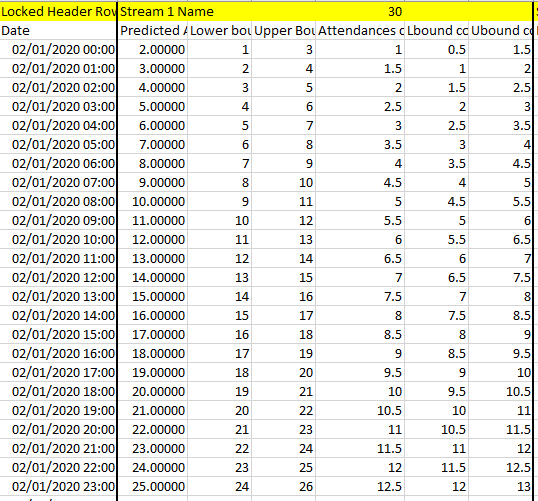 Locked Header Row Stream 1 Name 30
Date Predicted A Lower bou Upper Bou Attendances c Lbound cc Ubound cc
02/01/2020 00:00 2.00000 1 3 1 0.5 1.5
02/01/2020 01:00 3.00000 2 4 1.5 1 2
02/01/2020 02:00 4.00000 3 5 2 1.5 2.5
02/01/2020 03:00 5.00000 4 6 2.5 2 3
02/01/2020 04:00 6.00000 5 7 3 2.5 3.5
02/01/2020 05:00 7.00000 6 8 3.5 3 4
02/01/2020 06:00 8.00000 7 9 4 3.5 4.5
02/01/2020 07:00 9.00000 8 10 4.5 4 5
02/01/2020 08:00 10.00000 9 11 5 4.5 5.5
02/01/2020 09:00 11.00000 10 12 5.5 5 6
02/01/2020 10:00 12.00000 11 13 6 5.5 6.5
02/01/2020 11:00 13.00000 12 14 6.5 6 7
02/01/2020 12:00 14.00000 13 15 7 6.5 7.5
02/01/2020 13:00 15.00000 14 16 7.5 7 8
02/01/2020 14:00 16.00000 15 17 8 7.5 8.5
02/01/2020 15:00 17.00000 16 18 8.5 8 9
02/01/2020 16:00 18.00000 17 19 9 8.5 9.5
02/01/2020 17:00 19.00000 18 20 9.5 9 10
02/01/2020 18:00 20.00000 19 21 10 9.5 10.5
02/01/2020 19:00 21.00000 20 22 10.5 10 11
02/01/2020 20:00 22.00000 21 23 11 10.5 11.5
02/01/2020 21:00 23.00000 22 24 11.5 11 12
02/01/2020 22:00 24.00000 23 25 12 11.5 12.5
02/01/2020 23:00 25.00000 24 26 12.5 12 13